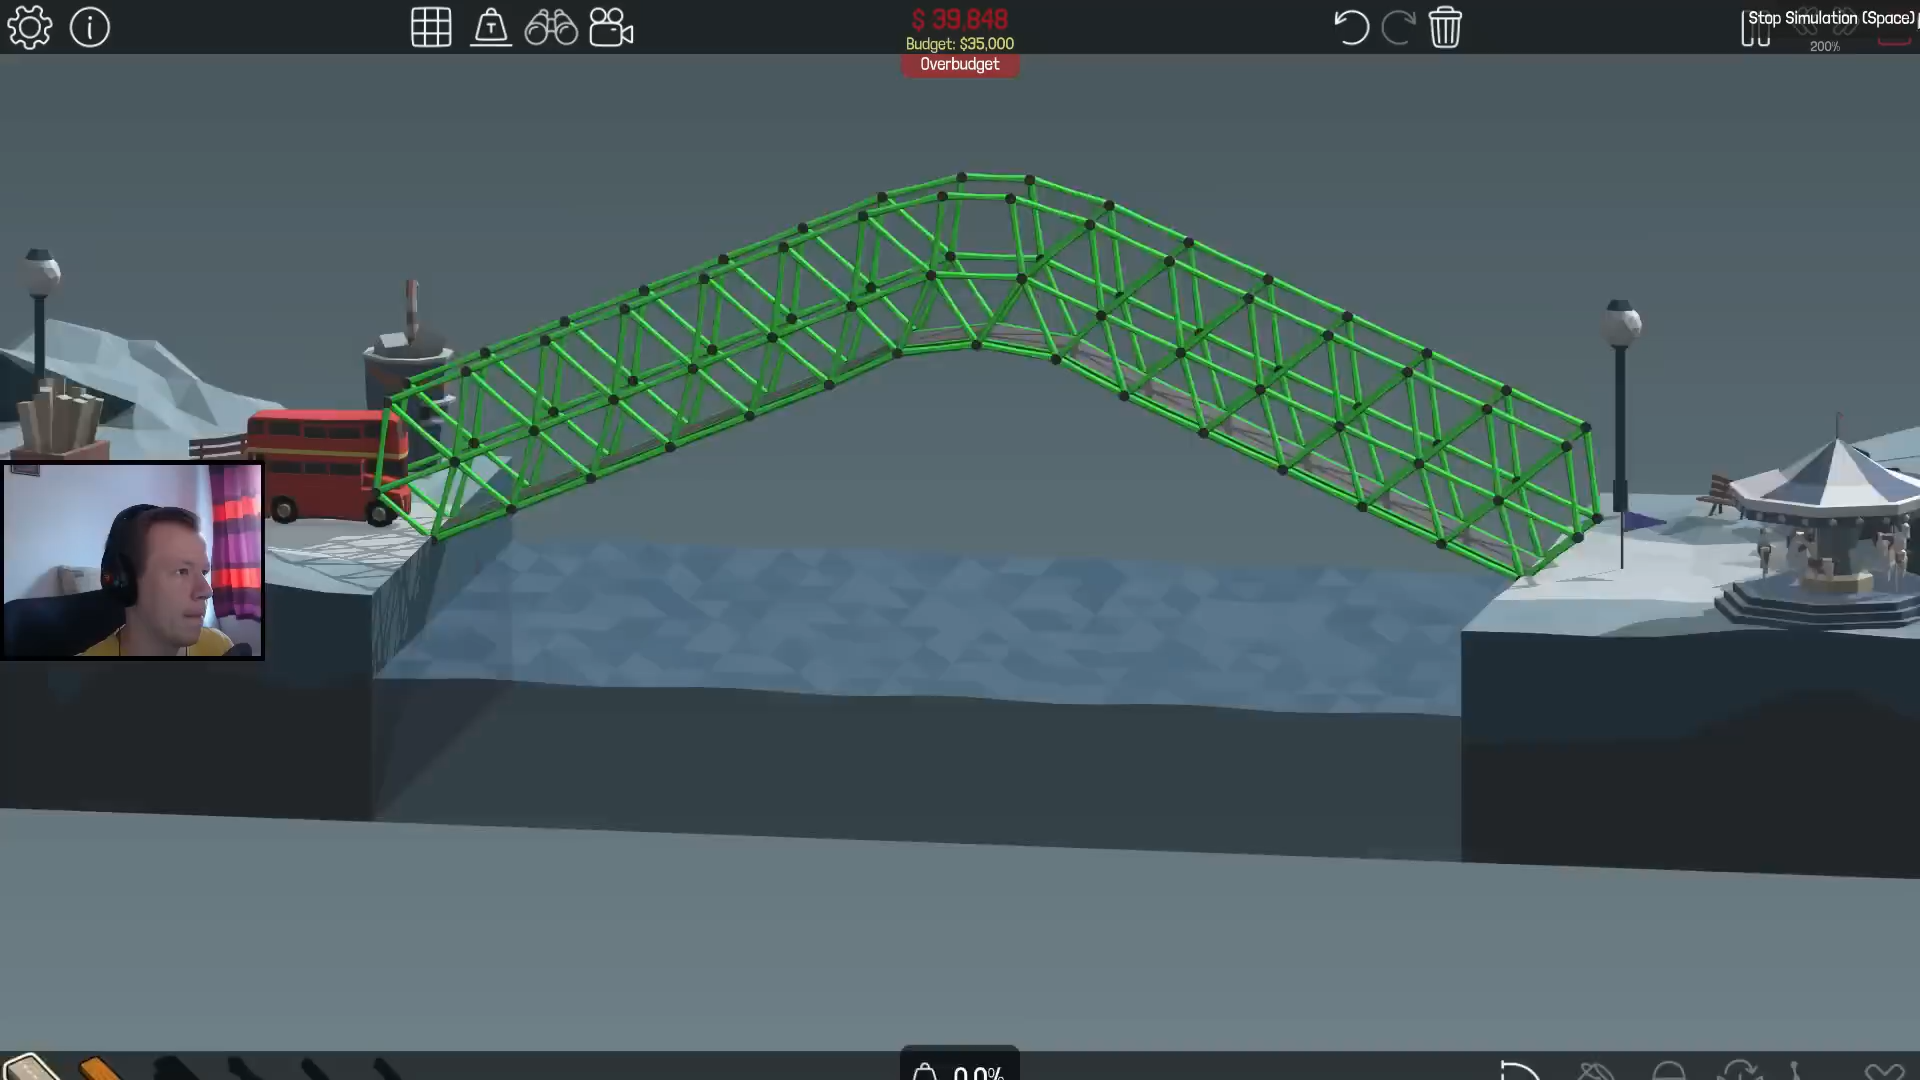 $ 39,848
Budget: $35,000
Overbudget
Stop Simulation (Space)
200%
0.0%